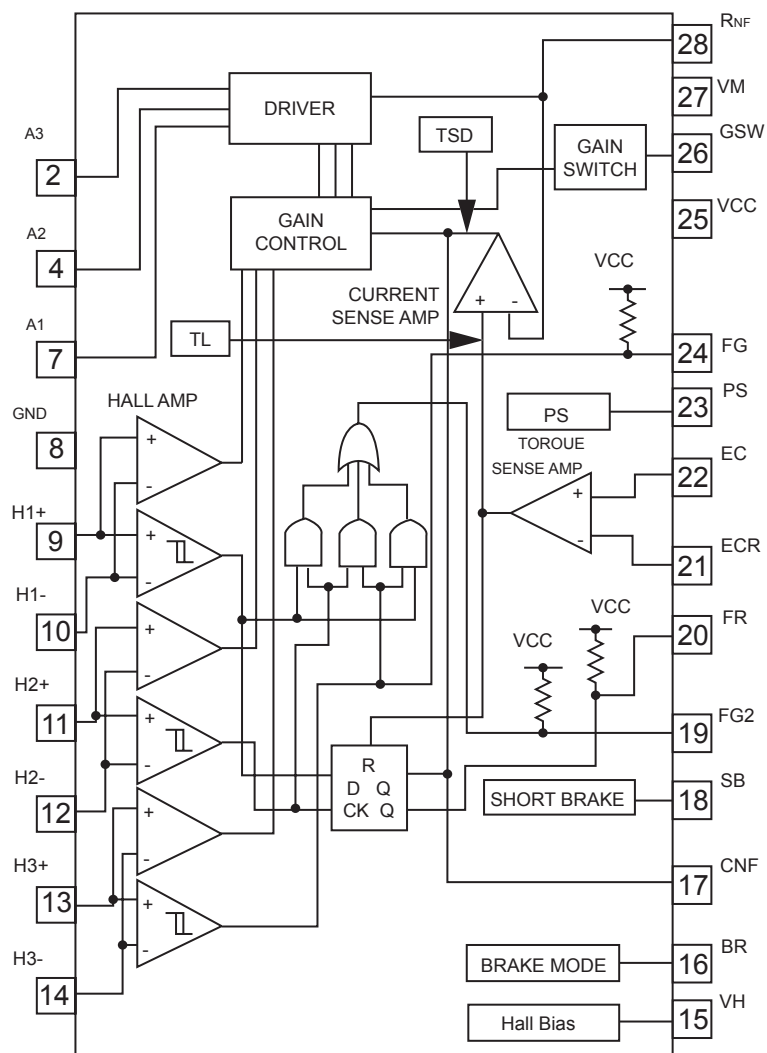 RNF
28
VM
27
GSW
26
VCC
25
DRIVER
TSD
GAIN
SWITCH
A3
2
GAIN
CONTROL
A2
4
VCC
CURRENT
SENSE AMP
+ -
A1
7
TL
FG
24
PS
23
PS
GND
8
HALL AMP
+
-
TOROUE
SENSE AMP
EC
22
+
-
H1+
9
+
-
ECR
21
H1-
10
+
-
VCC
FR
20
VCC
H2+
11
+
-
FG2
19
R
D Q
CK Q
H2-
12
SHORT BRAKE
SB
18
+
-
H3+
13
CNF
17
+
-
H3-
14
BRAKE MODE
BR
16
Hall Bias
VH
15